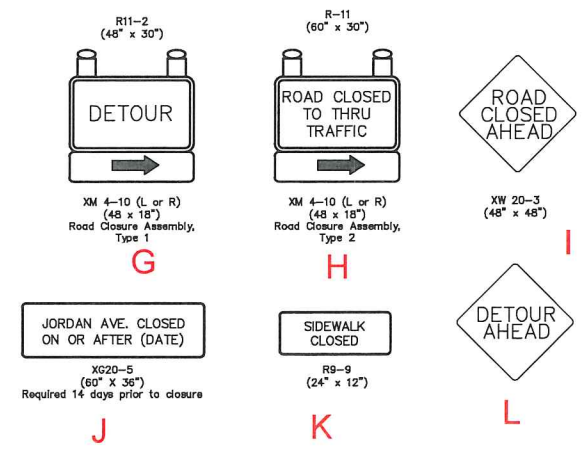 R11-2
(48" x 30")
DETOUR
XM 4-10 (L or R)
(48 x 18")
Road Closure Assembly,
Type 1
G
R-11
(60" x 30")
ROAD CLOSED
TO THRU
TRAFFIC
XM 4-10 (L or R)
(48 x 18")
Road Closure Assembly,
Type 2
H
ROAD
CLOSED
AHEAD
XW 20-3
(48" x 48")
I
JORDAN AVE. CLOSED
ON OR AFTER (DATE)
XG20-5
(60" X 36")
Required 14 days prior to closure
J
SIDEWALK
CLOSED
R9-9
(24" x 12")
K
DETOUR
AHEAD
L